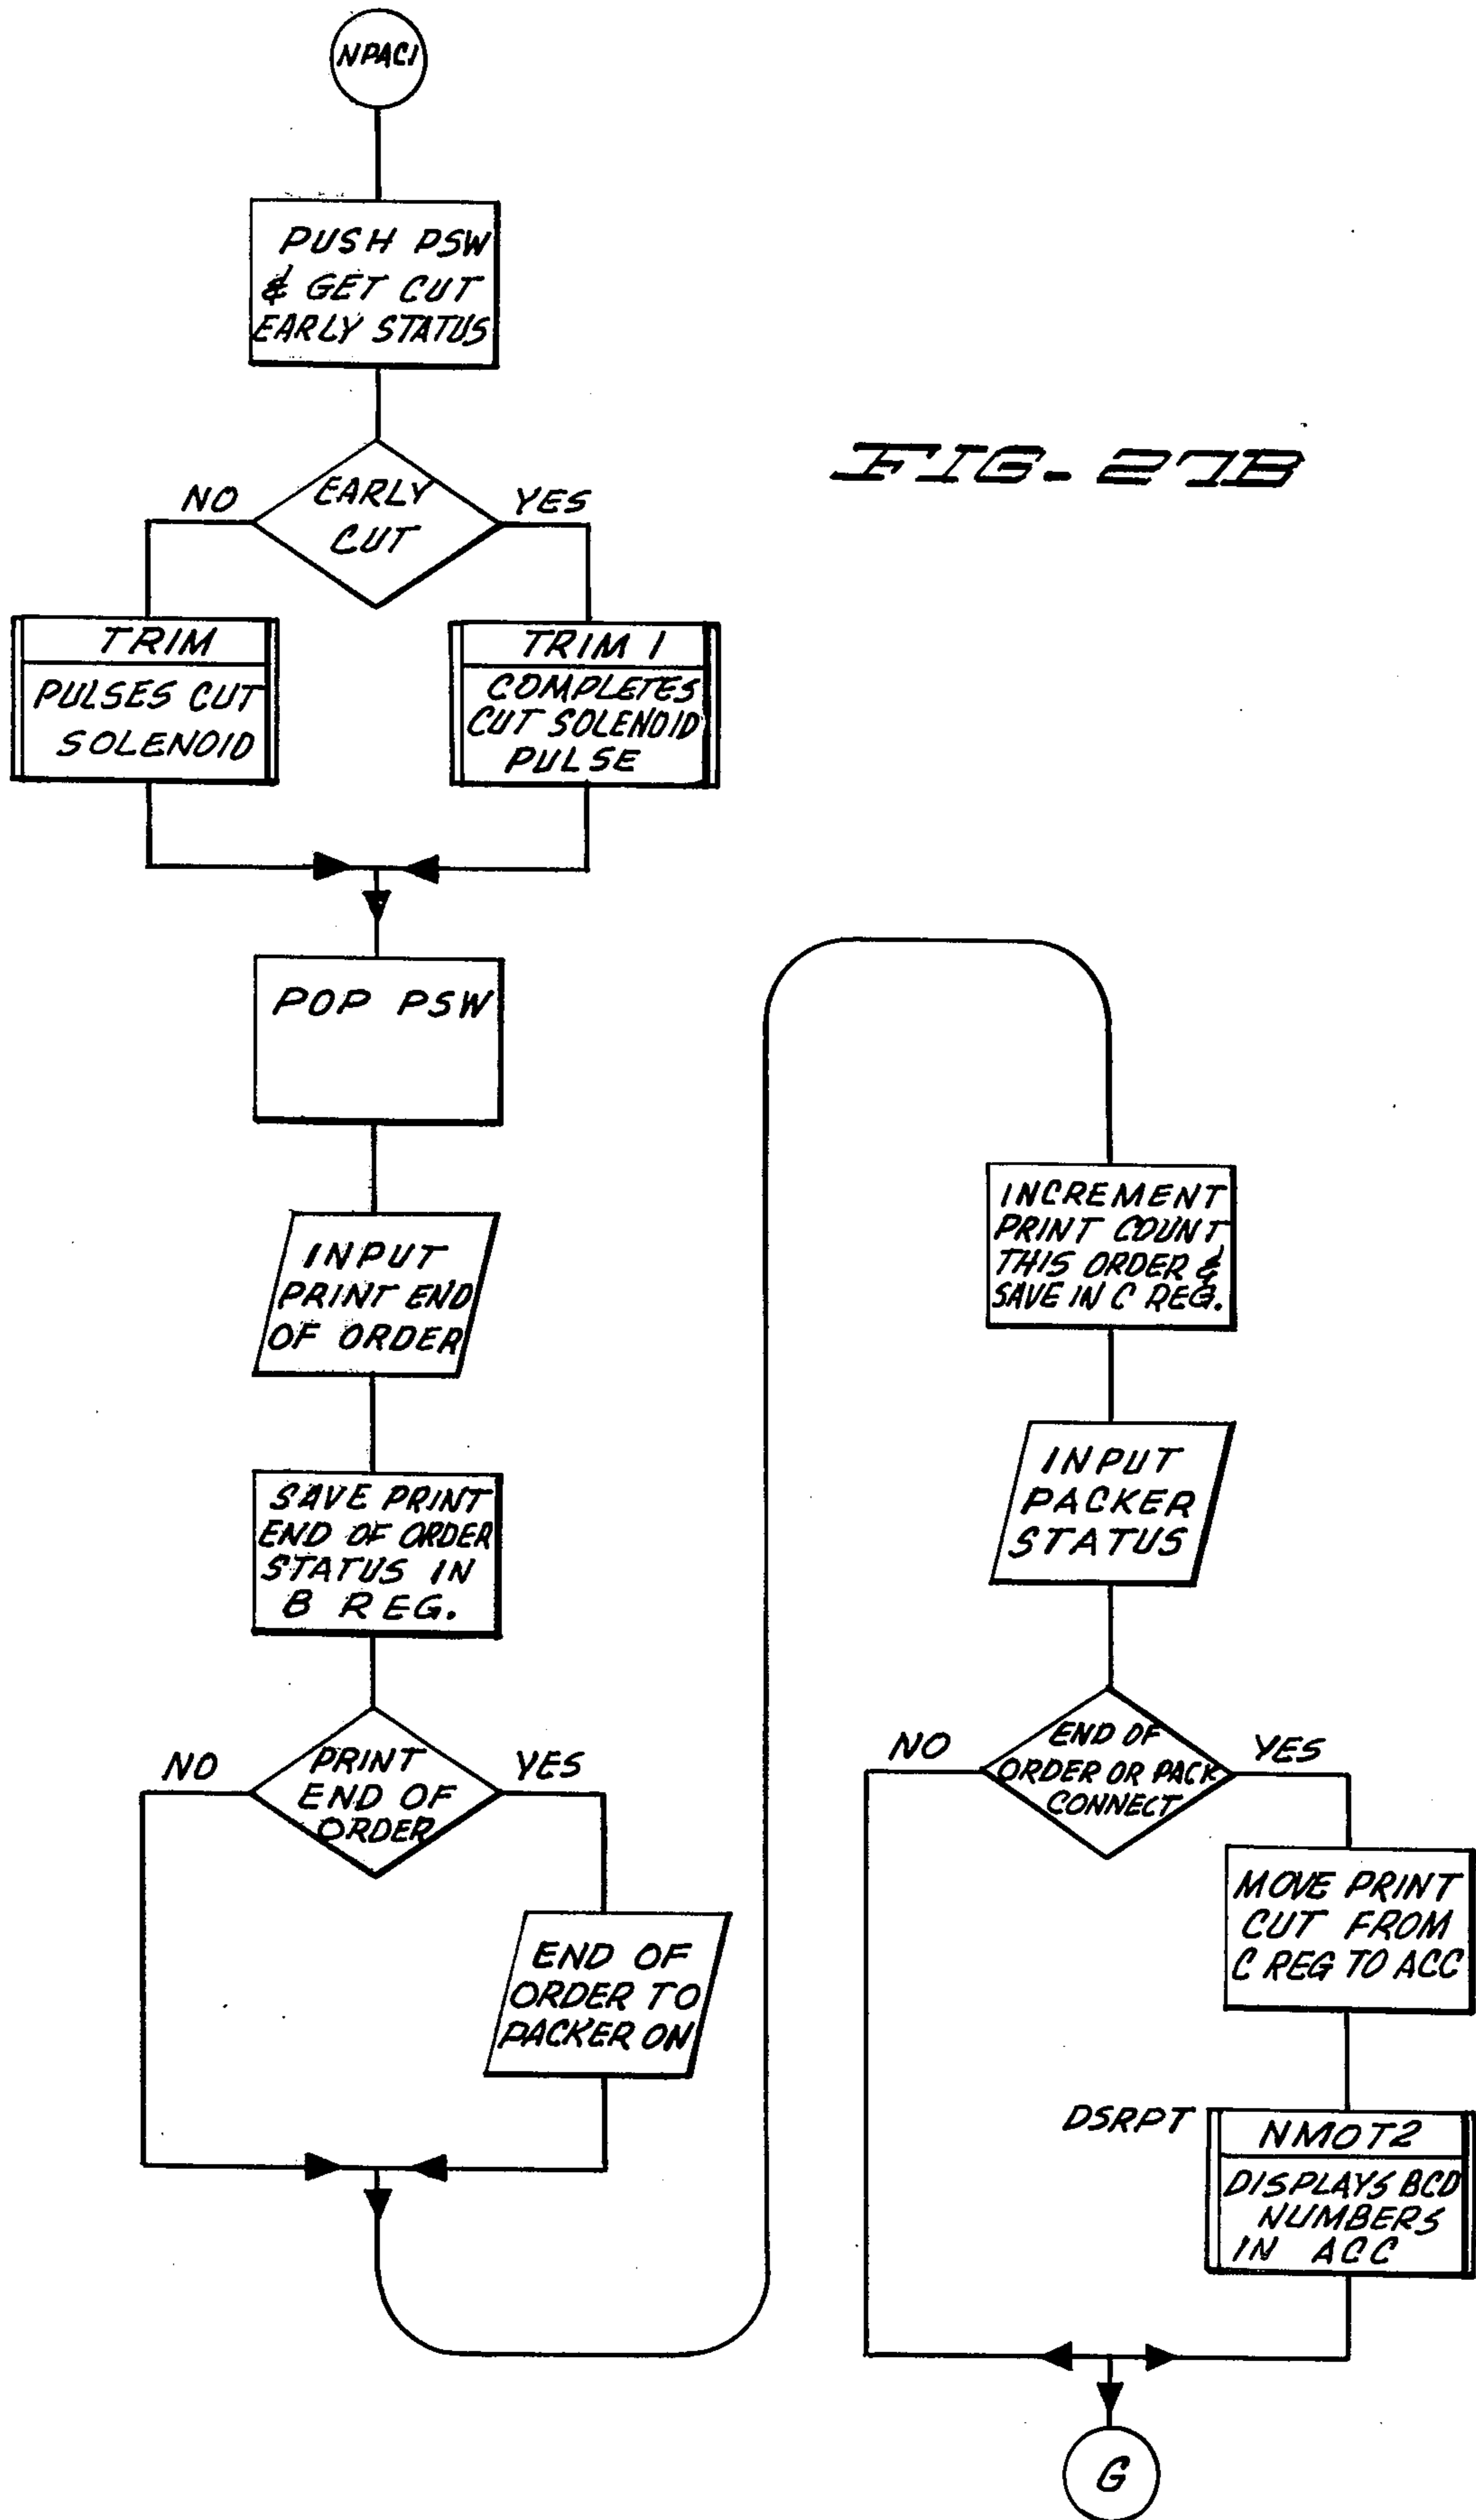 NPAC1
PUSH PSW
& GET CUT
EARLY STATUS
FIG. 27B
NO
EARLY
CUT
YES
TRIM
PULSES CUT
SOLENOID
TRIM 1
COMPLETES
CUT SOLENOID
PULSE
POP PSW
INPUT
PRINT END
OF ORDER
SAVE PRINT
END OF ORDER
STATUS IN
B REG.
NO
PRINT
END OF
ORDER
YES
END OF
ORDER TO
PACKER ON
INCREMENT
PRINT COUNT
THIS ORDER &
SAVE IN C REG.
INPUT
PACKER
STATUS
NO
END OF
ORDER OR PACK
CONNECT
YES
MOVE PRINT
CUT FROM
C REG TO ACC
DSRPT
NMOT2
DISPLAYS BCD
NUMBERS
IN ACC
G